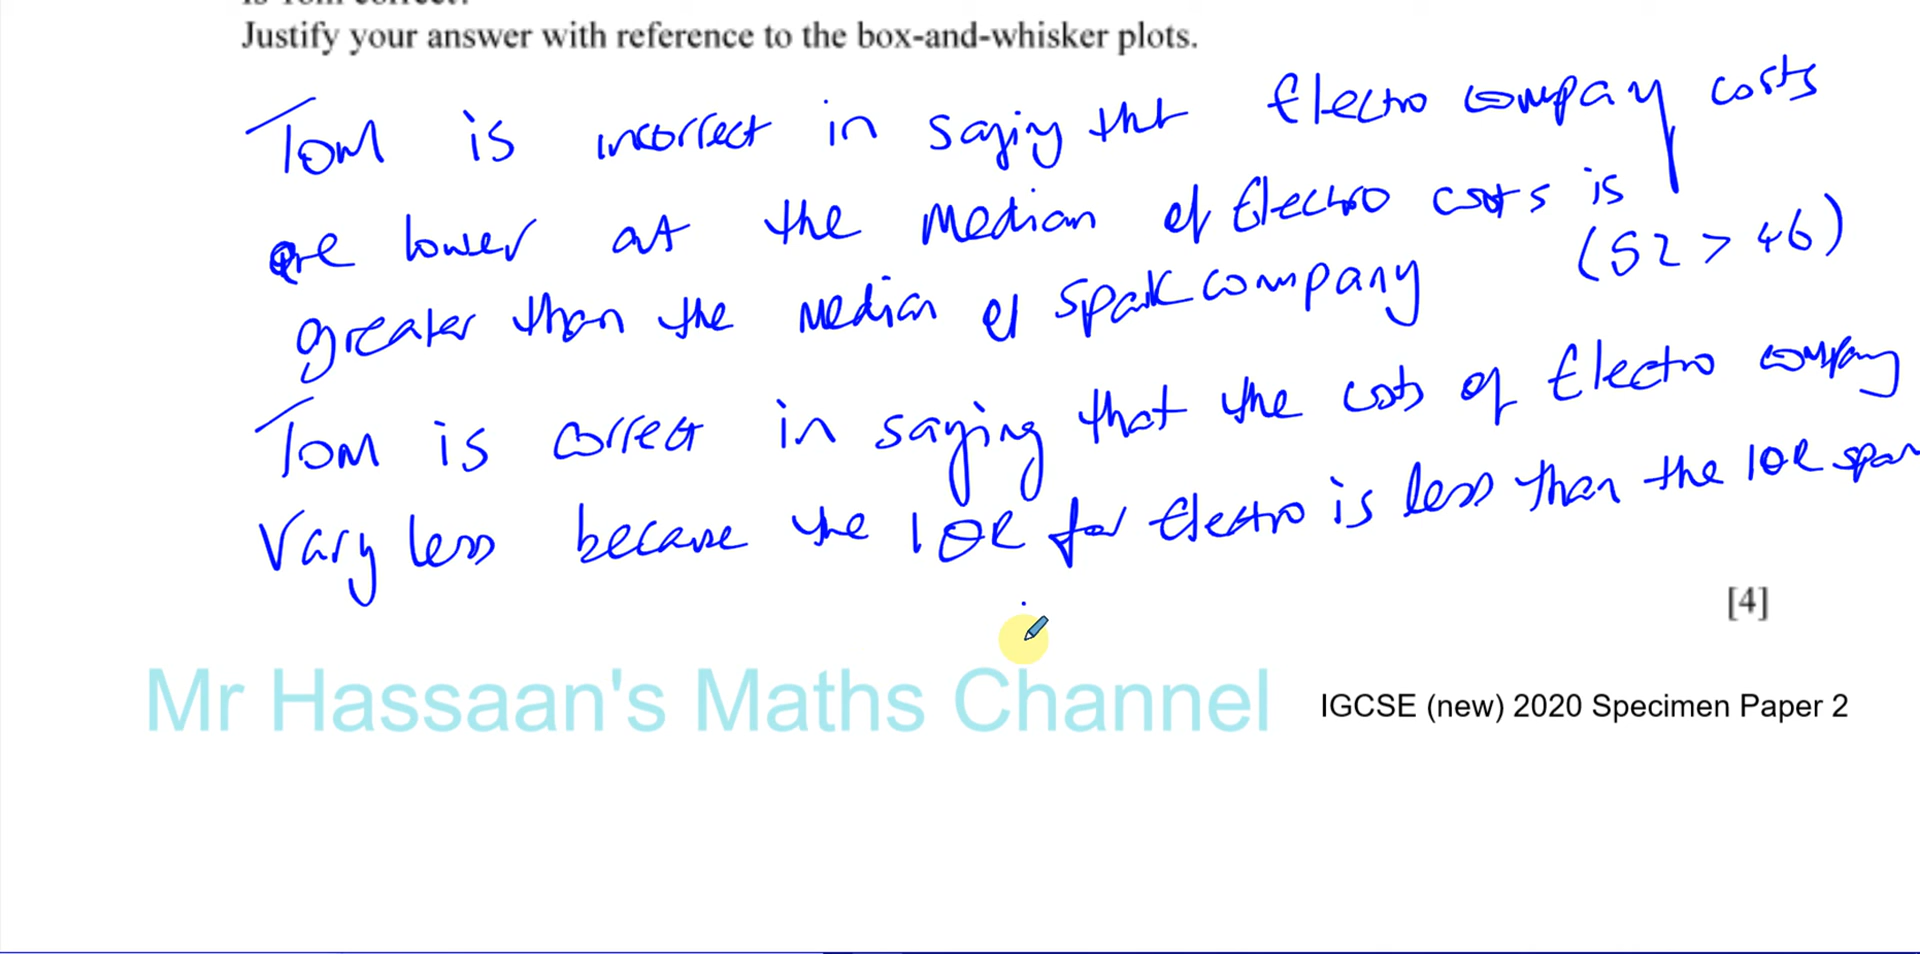 Justify your answer with reference to the box-and-whisker plots.
Tom is incorrect in saying that Electro company costs
are lower as the median of Electro costs is
(52 > 46)
greater than the median of Spark company
Tom is correct in saying that the costs of Electro company
Vary less because the IQR for Electro is less than the IQR spar
[4]
Mr Hassaan's Maths Channel
IGCSE (new) 2020 Specimen Paper 2